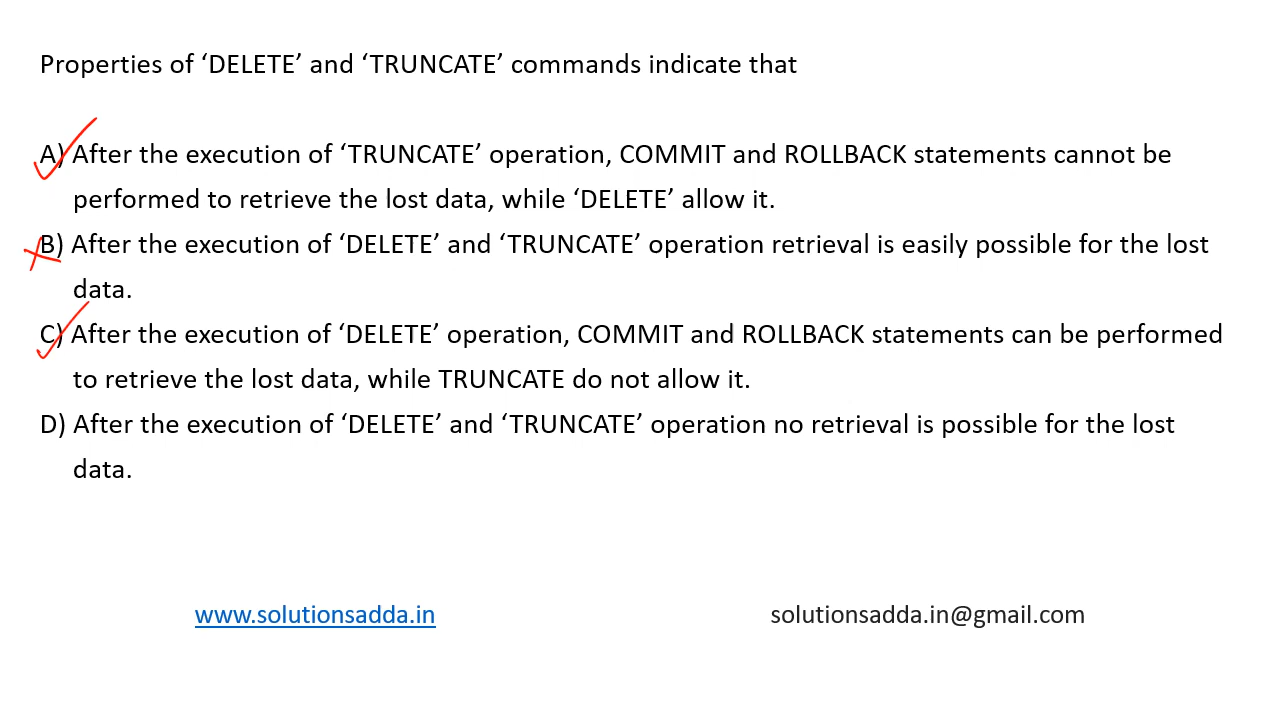 Properties of ‘DELETE’ and ‘TRUNCATE’ commands indicate that
A) After the execution of ‘TRUNCATE’ operation, COMMIT and ROLLBACK statements cannot be
performed to retrieve the lost data, while ‘DELETE’ allow it.
B) After the execution of ‘DELETE’ and ‘TRUNCATE’ operation retrieval is easily possible for the lost
data.
C) After the execution of ‘DELETE’ operation, COMMIT and ROLLBACK statements can be performed
to retrieve the lost data, while TRUNCATE do not allow it.
D) After the execution of ‘DELETE’ and ‘TRUNCATE’ operation no retrieval is possible for the lost
data.
www.solutionsadda.in
solutionsadda.in@gmail.com